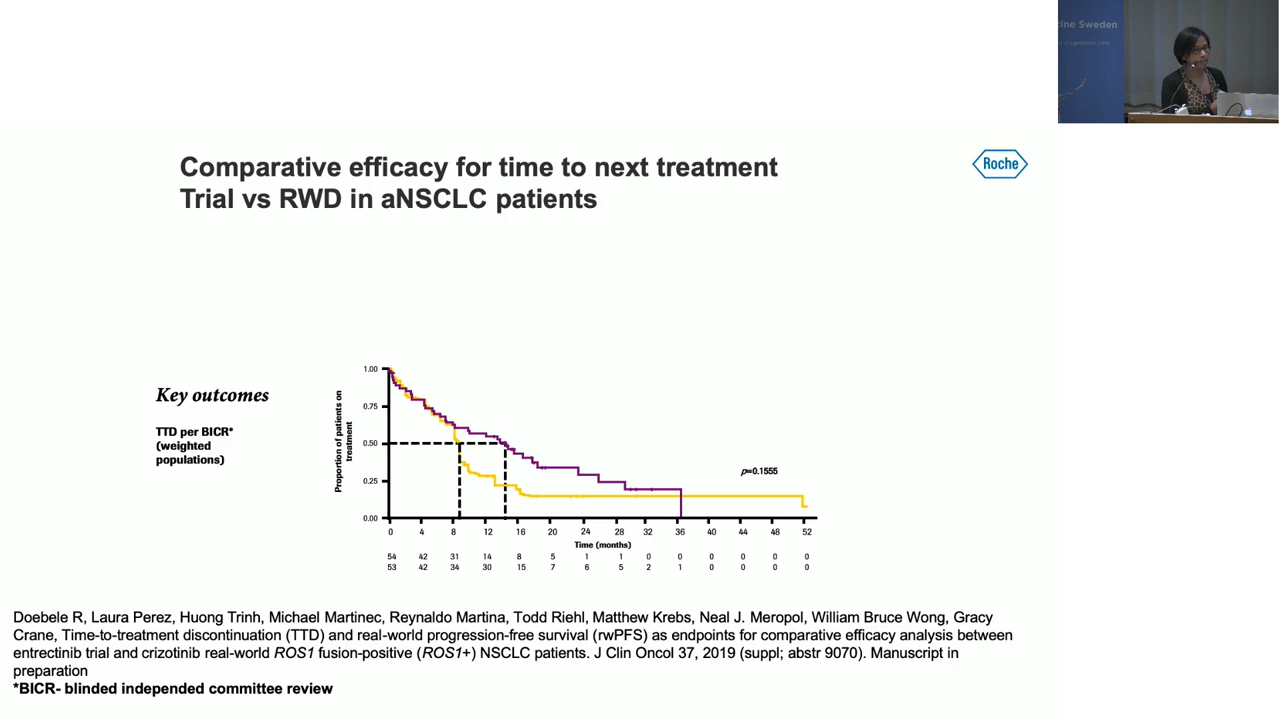 cine Sweden
Comparative efficacy for time to next treatment
Trial vs RWD in aNSCLC patients
Roche
Key outcomes
TTD per BICR*
(weighted
populations)
Proportion of patients on
treatment
1.00
0.75
0.50
0.25
0.00
p=0.1555
0 4 8 12 16 20 24 28 32 36 40 44 48 52
Time (months)
54 42 31 14 8 5 1 1 0 0 0 0 0 0
53 42 34 30 15 7 6 5 2 1 0 0 0 0
Doebele R, Laura Perez, Huong Trinh, Michael Martinec, Reynaldo Martina, Todd Riehl, Matthew Krebs, Neal J. Meropol, William Bruce Wong, Gracy
Crane, Time-to-treatment discontinuation (TTD) and real-world progression-free survival (rwPFS) as endpoints for comparative efficacy analysis between
entrectinib trial and crizotinib real-world ROS1 fusion-positive (ROS1+) NSCLC patients. J Clin Oncol 37, 2019 (suppl; abstr 9070). Manuscript in
preparation
*BICR- blinded independent committee review